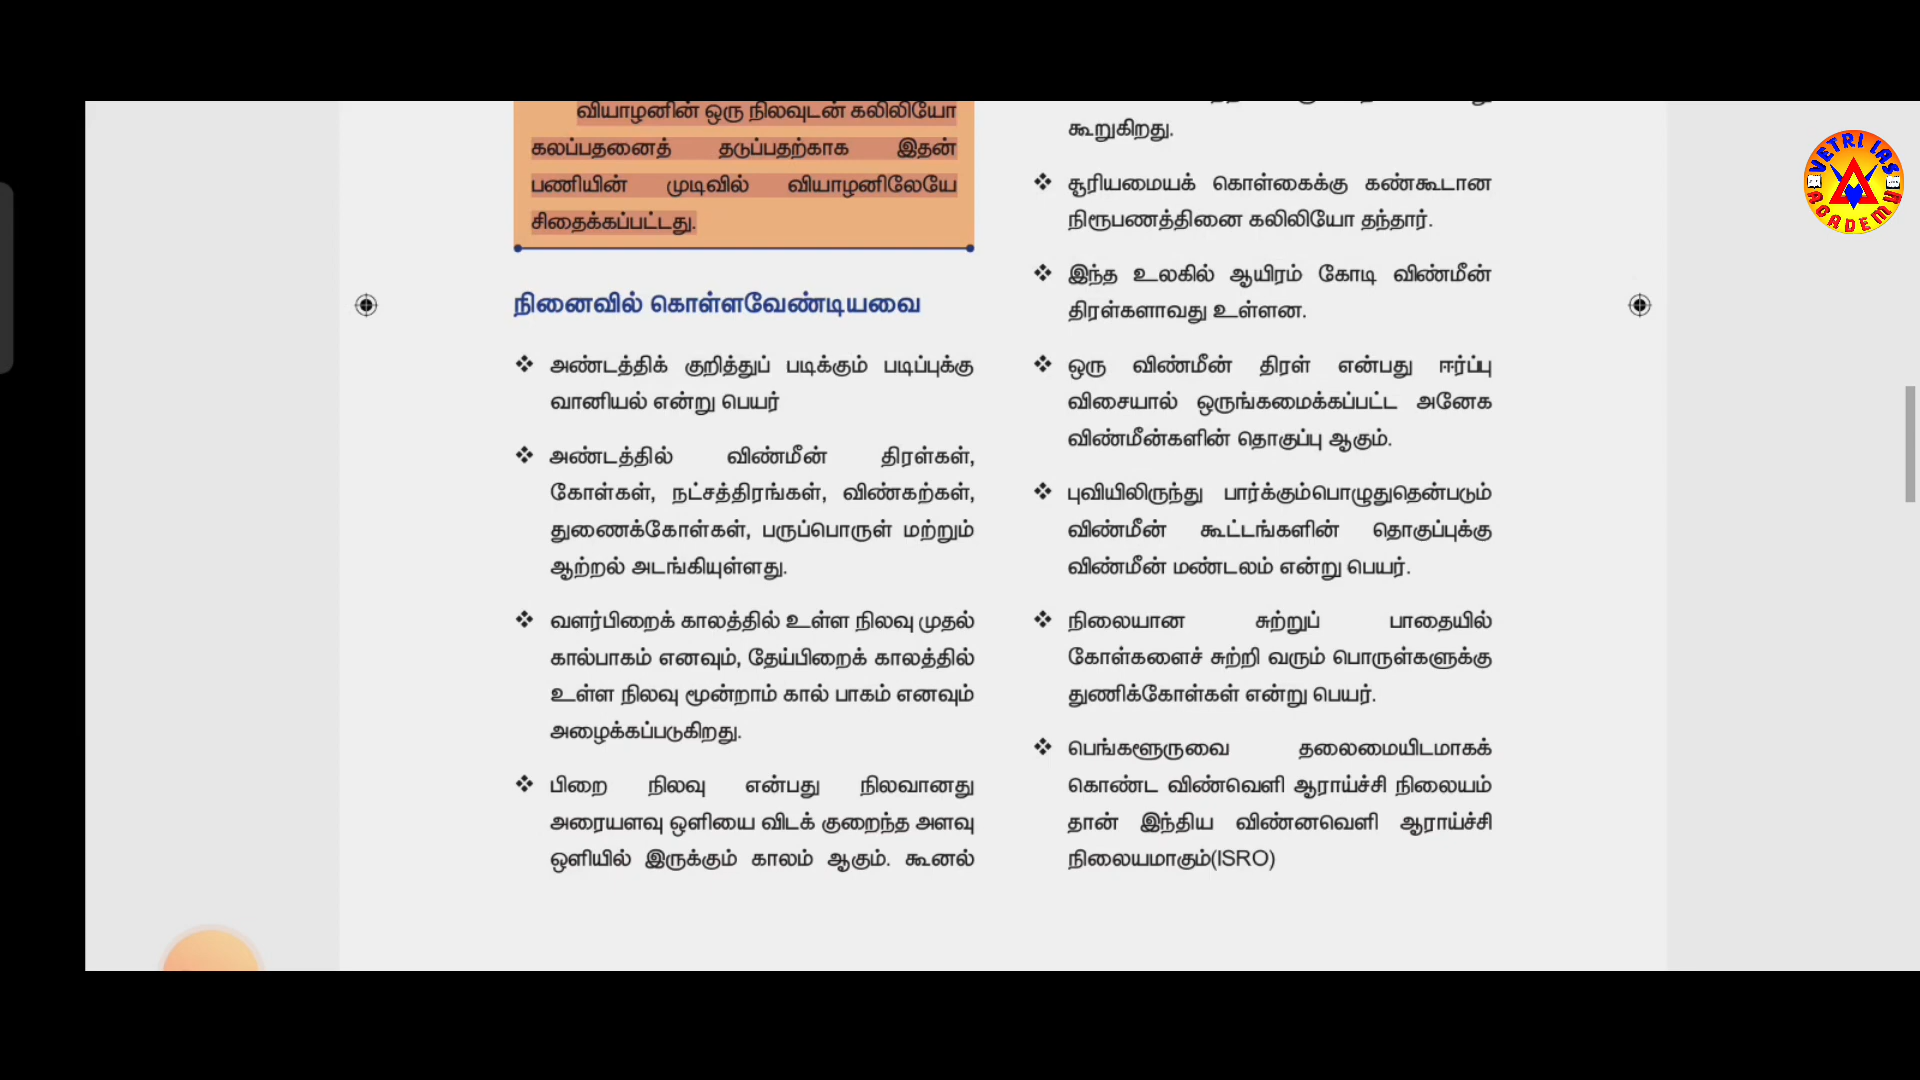 வியாழனின் ஒரு நிலவுடன் கலிலியோ
கலப்பதனைத் தடுப்பதற்காக இதன்
பணியின் முடிவில் வியாழனிலேயே
சிதைக்கப்பட்டது.
நினைவில் கொள்ளவேண்டியவை
❖ அண்டத்திக் குறித்துப் படிக்கும் படிப்புக்கு
வானியல் என்று பெயர்
❖ அண்டத்தில் விண்மீன் திரள்கள்,
கோள்கள், நட்சத்திரங்கள், விண்கற்கள்,
துணைக்கோள்கள், பருப்பொருள் மற்றும்
ஆற்றல் அடங்கியுள்ளது.
❖ வளர்பிறைக் காலத்தில் உள்ள நிலவு முதல்
கால்பாகம் எனவும், தேய்பிறைக் காலத்தில்
உள்ள நிலவு மூன்றாம் கால் பாகம் எனவும்
அழைக்கப்படுகிறது.
❖ பிறை நிலவு என்பது நிலவானது
அரையளவு ஒளியை விடக் குறைந்த அளவு
ஒளியில் இருக்கும் காலம் ஆகும். கூனல்
கூறுகிறது.
❖ சூரியமையக் கொள்கைக்கு கண்கூடான
நிரூபணத்தினை கலிலியோ தந்தார்.
❖ இந்த உலகில் ஆயிரம் கோடி விண்மீன்
திரள்களாவது உள்ளன.
❖ ஒரு விண்மீன் திரள் என்பது ஈர்ப்பு
விசையால் ஒருங்கமைக்கப்பட்ட அனேக
விண்மீன்களின் தொகுப்பு ஆகும்.
❖ புவியிலிருந்து பார்க்கும்பொழுதுதென்படும்
விண்மீன் கூட்டங்களின் தொகுப்புக்கு
விண்மீன் மண்டலம் என்று பெயர்.
❖ நிலையான சுற்றுப் பாதையில்
கோள்களைச் சுற்றி வரும் பொருள்களுக்கு
துணிக்கோள்கள் என்று பெயர்.
❖ பெங்களூருவை தலைமையிடமாகக்
கொண்ட விண்வெளி ஆராய்ச்சி நிலையம்
தான் இந்திய விண்னவெளி ஆராய்ச்சி
நிலையமாகும்(ISRO)
VETRI IAS
ACADEMY